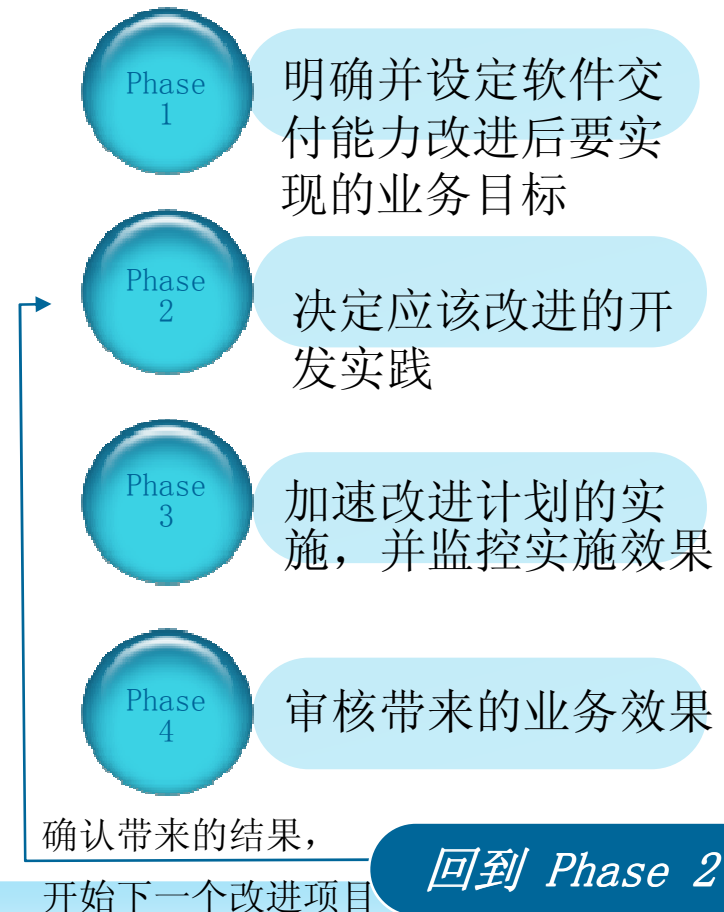 Phase
1
明确并设定软件交
付能力改进后要实
现的业务目标
Phase
2
决定应该改进的开
发实践
Phase
3
加速改进计划的实
施，并监控实施效果
Phase
4
审核带来的业务效果
确认带来的结果，
开始下一个改进项目
回到 Phase 2